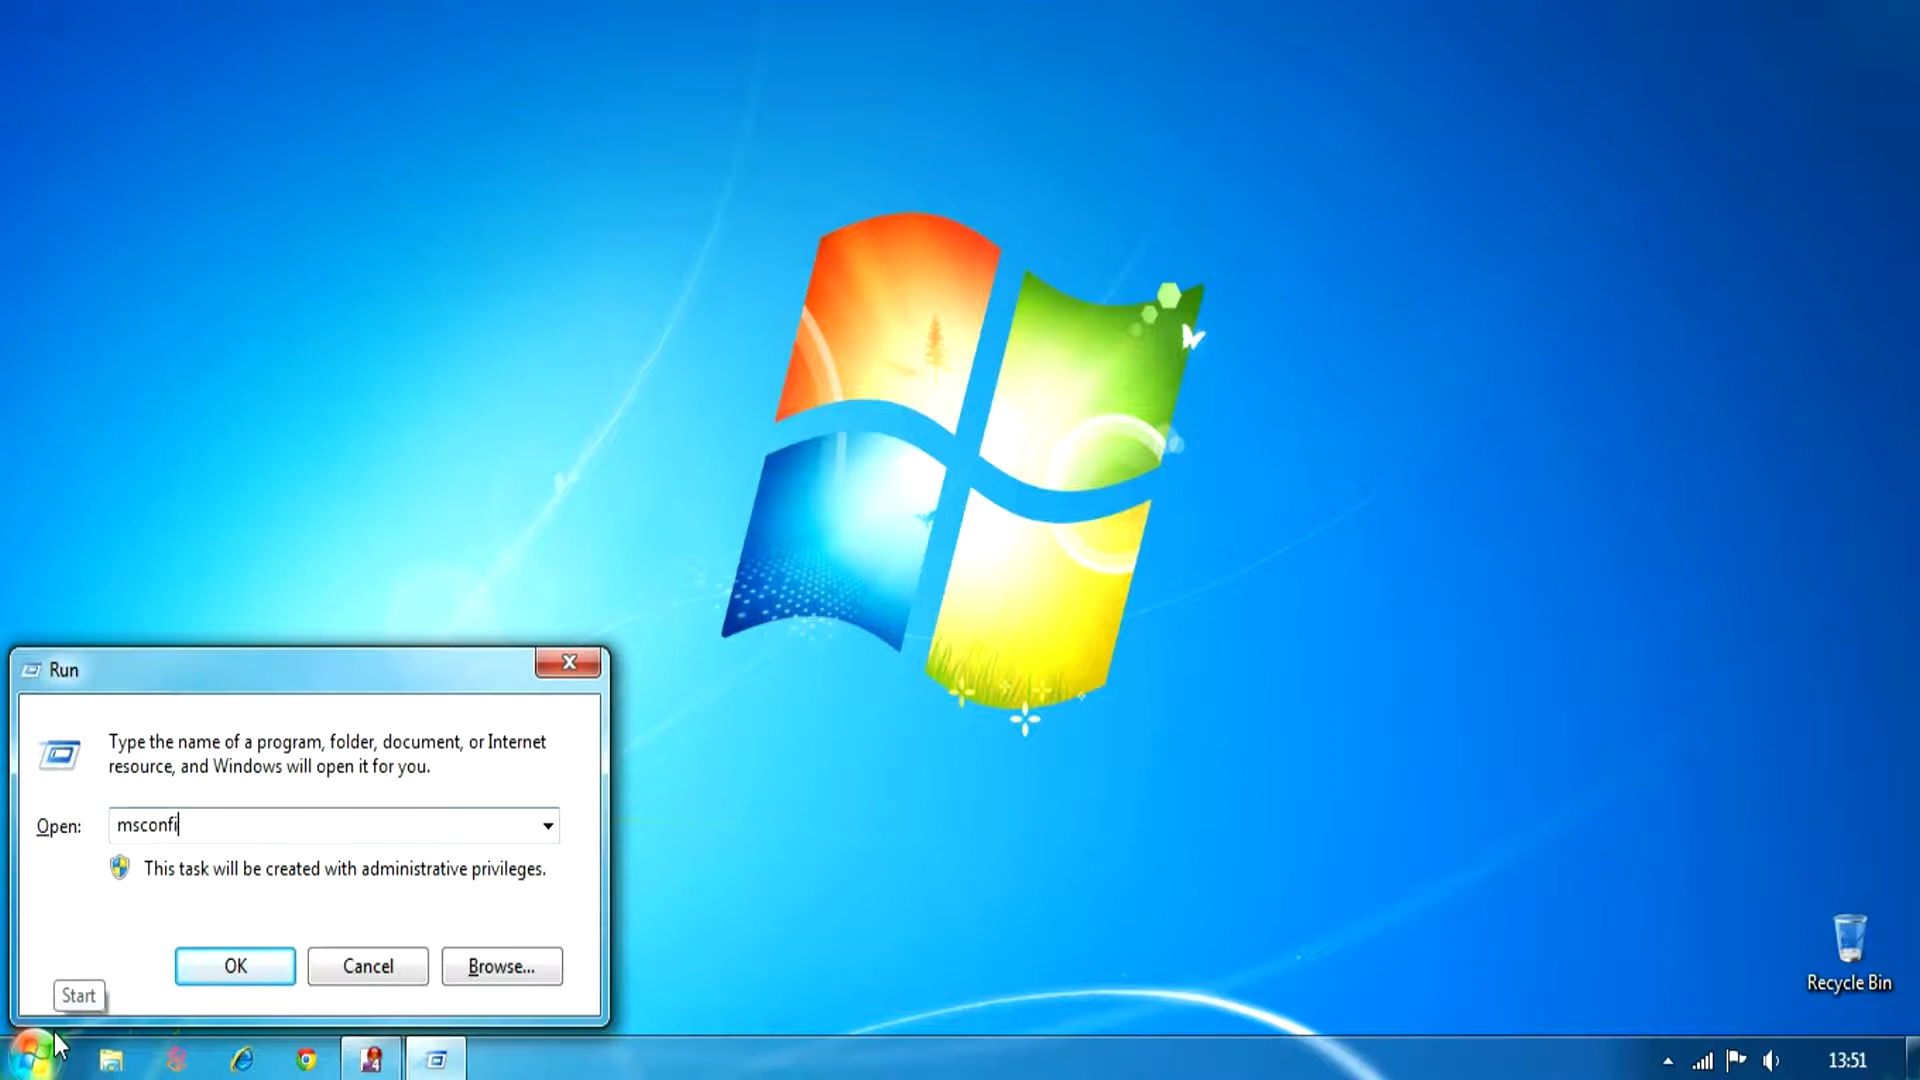 Run
Type the name of a program, folder, document, or Internet
resource, and Windows will open it for you.
Open: msconfi
This task will be created with administrative privileges.
OK Cancel Browse...
Start
Recycle Bin
4
13:51